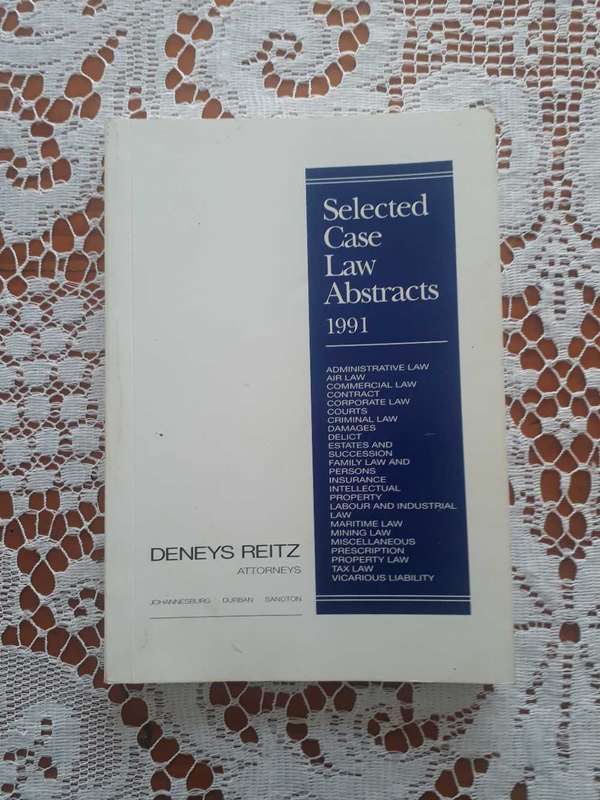 Selected
Case
Law
Abstracts
1991
ADMINISTRATIVE LAW
AIR LAW
COMMERCIAL LAW
CONTRACT
CORPORATE LAW
COURTS
CRIMINAL LAW
DAMAGES
DELICT
ESTATES AND
SUCCESSION
FAMILY LAW AND
PERSONS
INSURANCE
INTELLECTUAL
PROPERTY
LABOUR AND INDUSTRIAL
LAW
MARITIME LAW
MINING LAW
MISCELLANEOUS
PRESCRIPTION
PROPERTY LAW
TAX LAW
VICARIOUS LIABILITY
DENEYS REITZ
ATTORNEYS
JOHANNESBURG DURBAN SANDTON